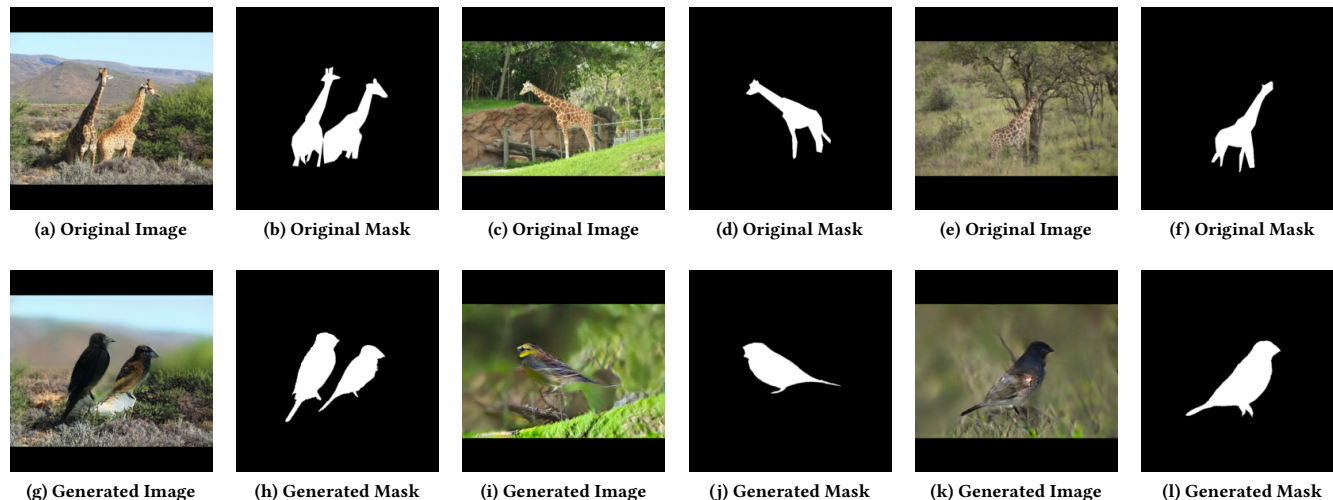 (a) Original Image
(b) Original Mask
(c) Original Image
(d) Original Mask
(e) Original Image
(f) Original Mask
(g) Generated Image
(h) Generated Mask
(i) Generated Image
(j) Generated Mask
(k) Generated Image
(l) Generated Mask